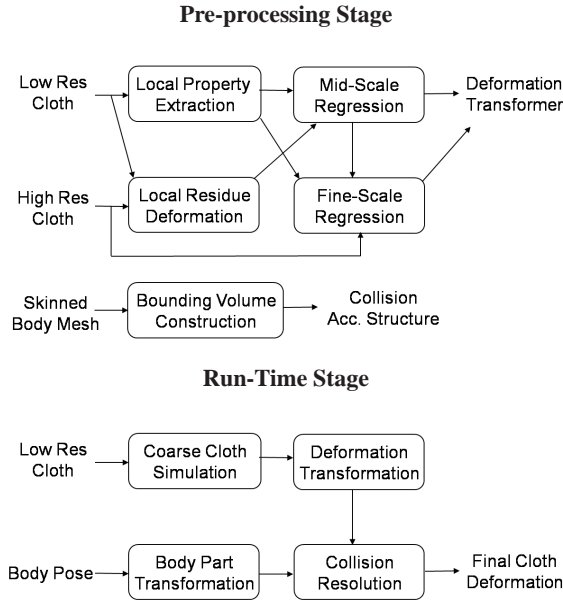 Pre-processing Stage
Low Res
Cloth
Local Property
Extraction
Mid-Scale
Regression
Deformation
Transformer
High Res
Cloth
Local Residue
Deformation
Fine-Scale
Regression
Skinned
Body Mesh
Bounding Volume
Construction
Collision
Acc. Structure
Run-Time Stage
Low Res
Cloth
Coarse Cloth
Simulation
Deformation
Transformation
Body Pose
Body Part
Transformation
Collision
Resolution
Final Cloth
Deformation